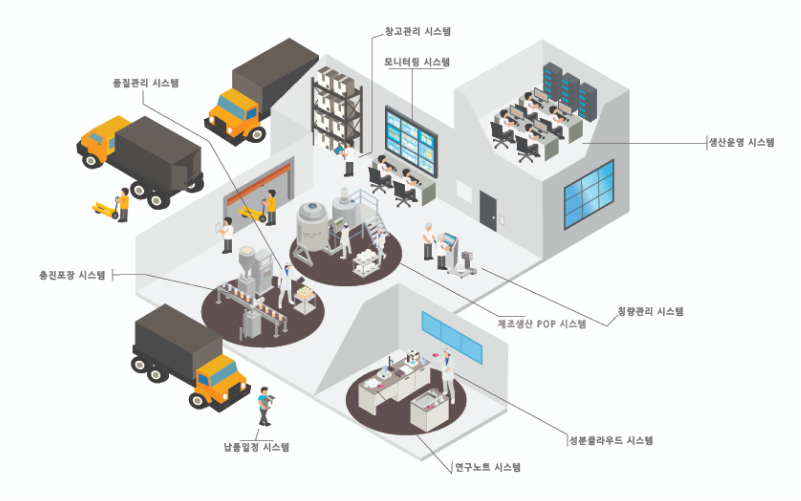 창고관리 시스템
모니터링 시스템
품질관리 시스템
생산운영 시스템
충진포장 시스템
칭량관리 시스템
제조생산 POP 시스템
납품일정 시스템
성분클라우드 시스템
연구노트 시스템